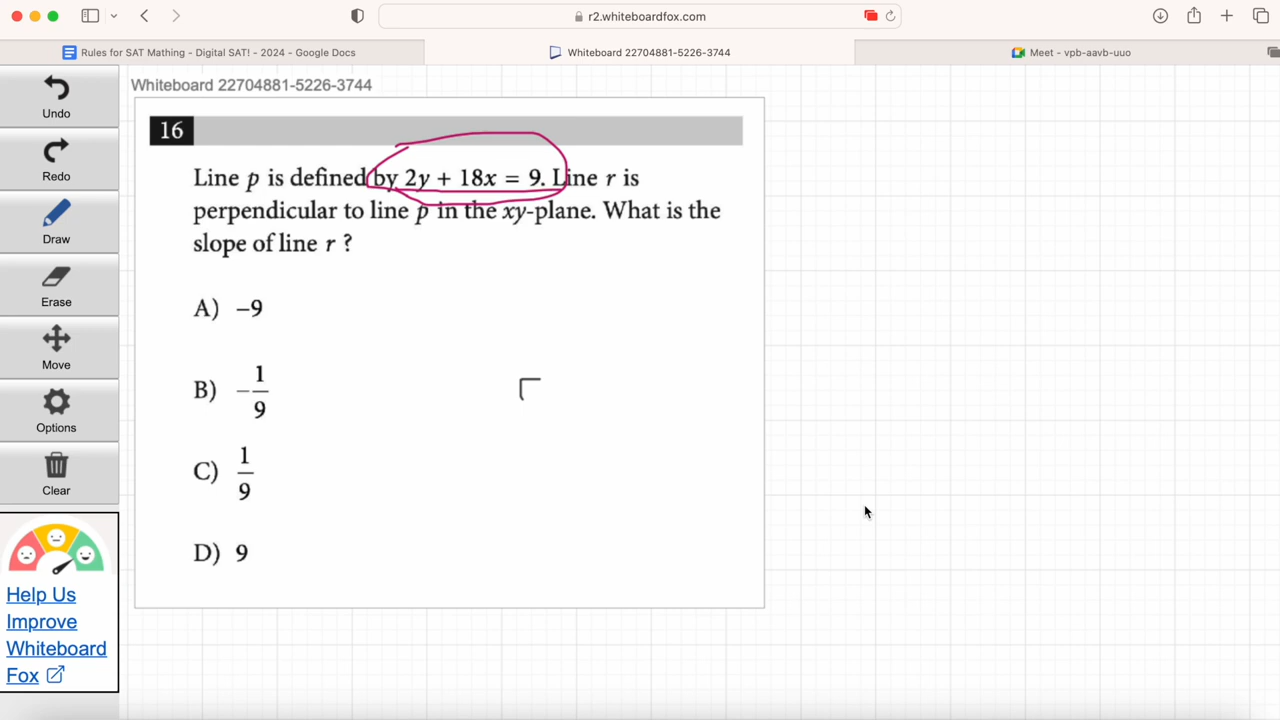 r2.whiteboardfox.com
Rules for SAT Mathing - Digital SAT! - 2024 - Google Docs
Whiteboard 22704881-5226-3744
Meet - vpb-aavb-uuo
Undo
Redo
Draw
Erase
Move
Options
Clear
Help Us
Improve
Whiteboard
Fox
Whiteboard 22704881-5226-3744
16
Line p is defined by 2y + 18x = 9. Line r is
perpendicular to line p in the xy-plane. What is the
slope of line r ?
A) −9
B) −1/9
C) 1/9
D) 9